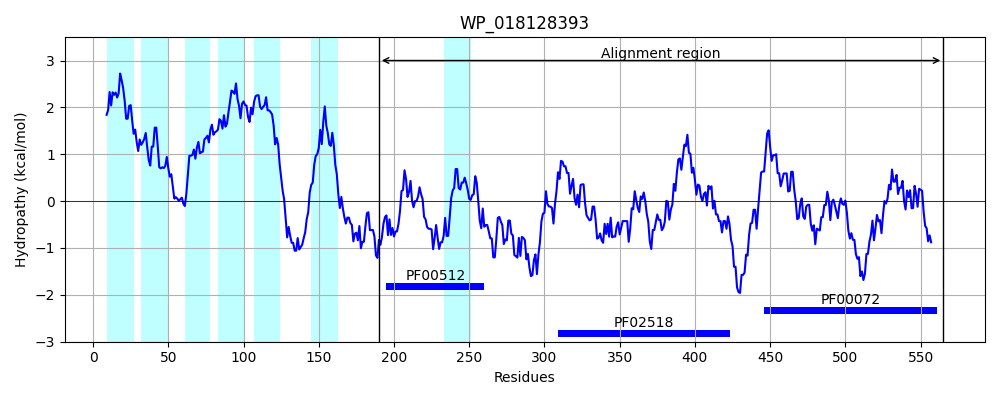 WP_018128393
Hydropathy (kcal/mol)
3
2
1
0
−1
−2
−3
Alignment region
PF00512
PF00072
PF02518
0 50 100 150 200 250 300 350 400 450 500 550
Residues